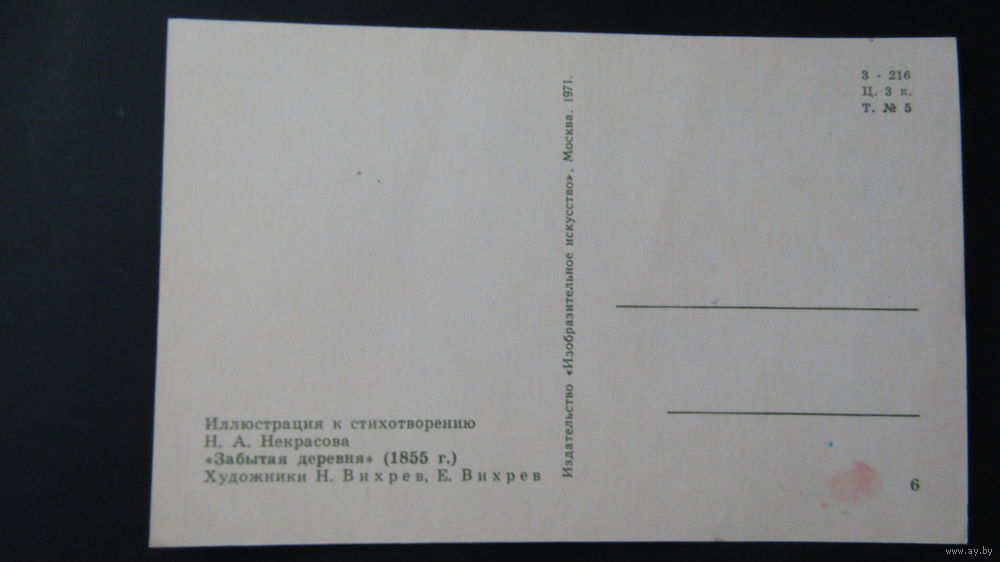 3 - 216
Ц. 3 к.
Т. № 5
Издательство «Изобразительное искусство». Москва. 1971.
Иллюстрация к стихотворению
Н. А. Некрасова
«Забытая деревня» (1855 г.)
Художники Н. Вихрев, Е. Вихрев
6
www.ay.by